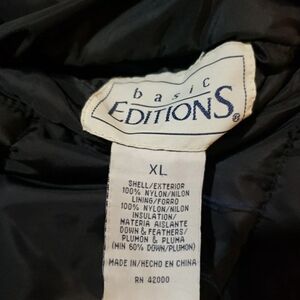 basic
EDITIONS®
XL
SHELL/EXTERIOR
100% NYLON/NILON
LINING/FORRO
100% NYLON/NILON
INSULATION/
MATERIA AISLANTE
DOWN & FEATHERS/
PLUMON & PLUMA
(MIN 60% DOWN/PLUMON)
MADE IN/HECHO EN CHINA
RN 42000